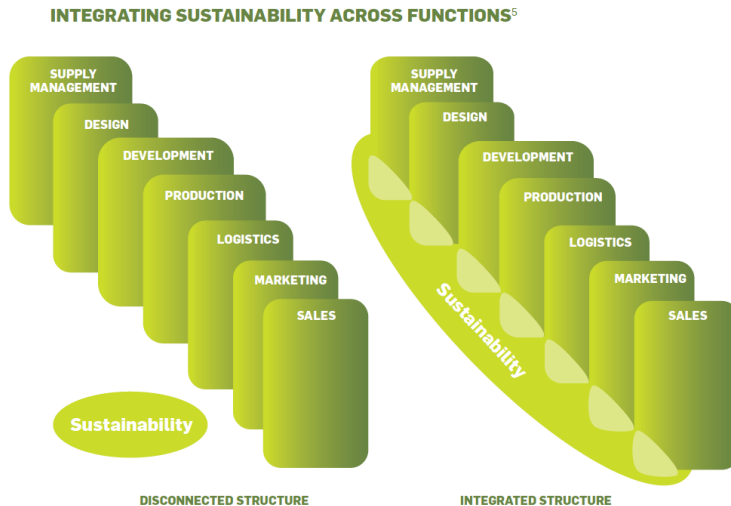 INTEGRATING SUSTAINABILITY ACROSS FUNCTIONS⁵
SUPPLY
MANAGEMENT
DESIGN
DEVELOPMENT
PRODUCTION
LOGISTICS
MARKETING
SALES
Sustainability
DISCONNECTED STRUCTURE
SUPPLY
MANAGEMENT
DESIGN
DEVELOPMENT
PRODUCTION
LOGISTICS
MARKETING
SALES
Sustainability
INTEGRATED STRUCTURE